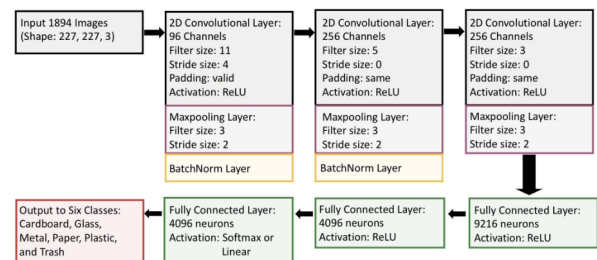 Input 1894 Images
(Shape: 227, 227, 3)
2D Convolutional Layer:
96 Channels
Filter size: 11
Stride size: 4
Padding: valid
Activation: ReLU
Maxpooling Layer:
Filter size: 3
Stride size: 2
BatchNorm Layer
2D Convolutional Layer:
256 Channels
Filter size: 5
Stride size: 0
Padding: same
Activation: ReLU
Maxpooling Layer:
Filter size: 3
Stride size: 2
BatchNorm Layer
2D Convolutional Layer:
256 Channels
Filter size: 3
Stride size: 0
Padding: same
Activation: ReLU
Maxpooling Layer:
Filter size: 3
Stride size: 2
Fully Connected Layer:
9216 neurons
Activation: ReLU
Fully Connected Layer:
4096 neurons
Activation: ReLU
Fully Connected Layer:
4096 neurons
Activation: Softmax or
Linear
Output to Six Classes:
Cardboard, Glass,
Metal, Paper, Plastic,
and Trash